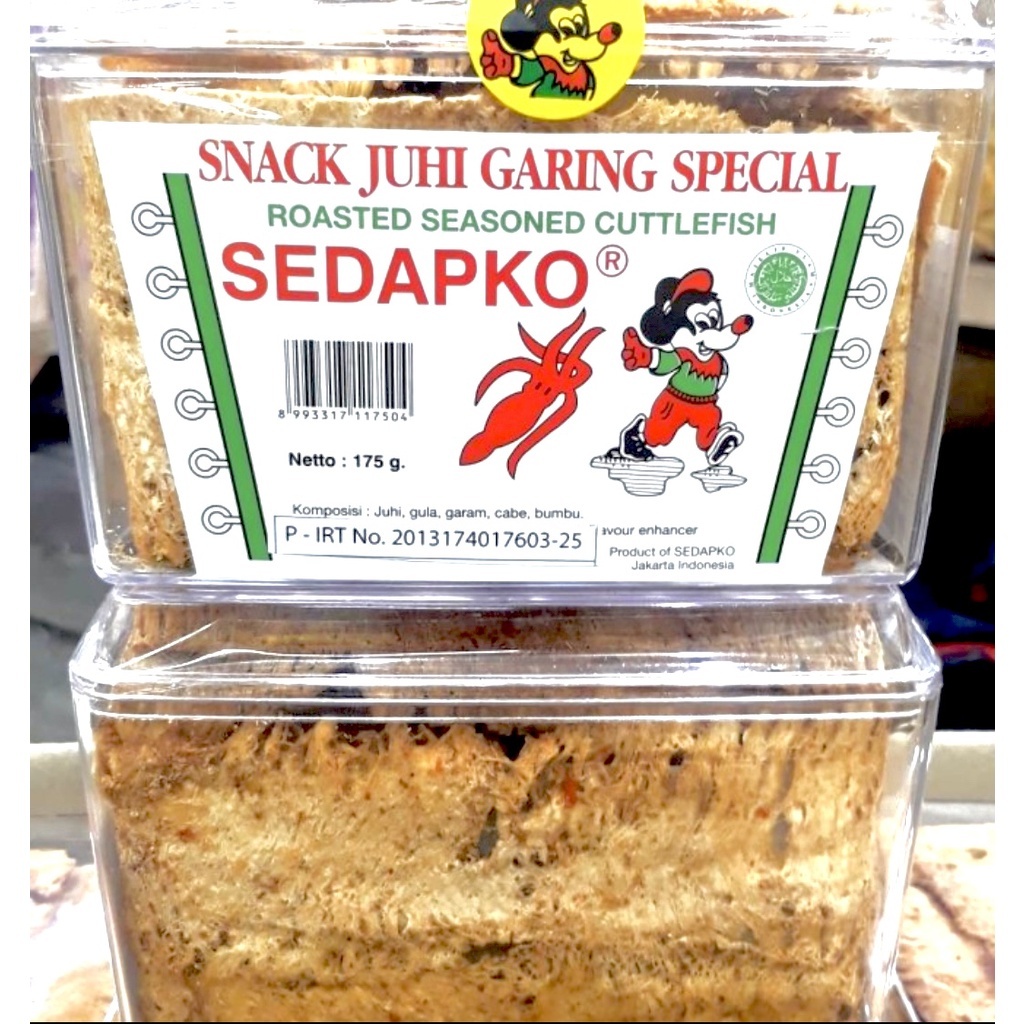 SNACK JUHI GARING SPECIAL
ROASTED SEASONED CUTTLEFISH
SEDAPKO®
8 993317 117504
Netto : 175 g.
Komposisi : Juhi, gula, garam, cabe, bumbu.
P - IRT No. 2013174017603-25
enhancer
Product of SEDAPKO
Jakarta Indonesia